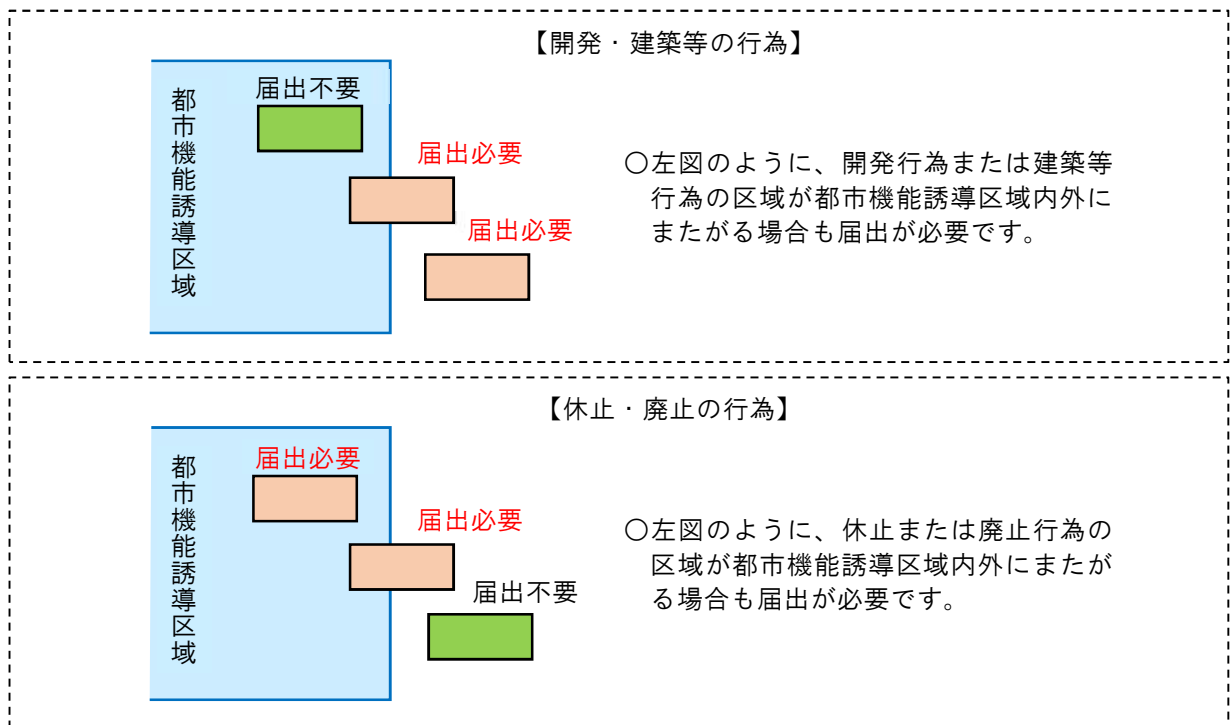 【開発・建築等の行為】
都市機能誘導区域
届出不要
届出必要
届出必要
○左図のように、開発行為または建築等
行為の区域が都市機能誘導区域内外に
またがる場合も届出が必要です。
【休止・廃止の行為】
都市機能誘導区域
届出必要
届出必要
届出不要
○左図のように、休止または廃止行為の
区域が都市機能誘導区域内外にまたが
る場合も届出が必要です。